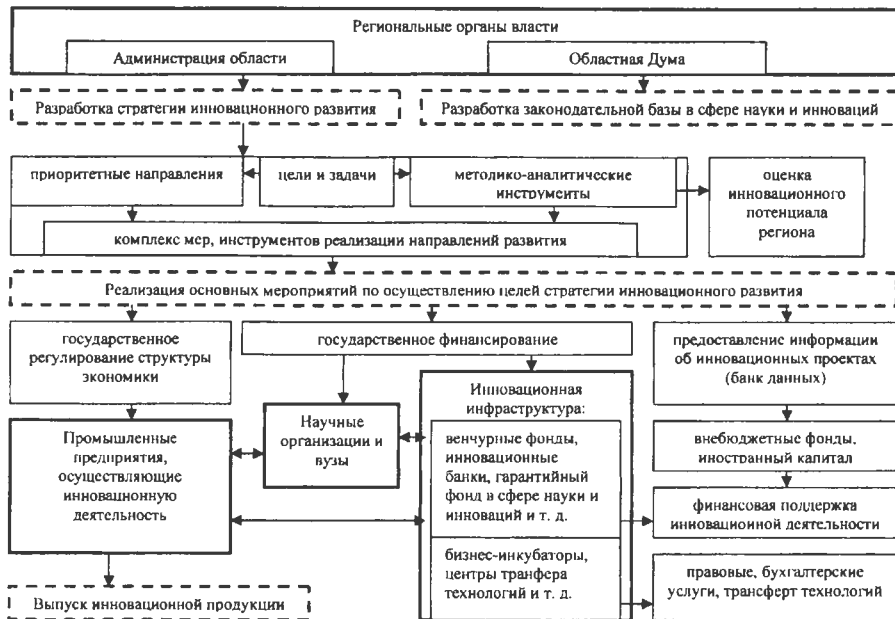 Региональные органы власти
Администрация области
Областная Дума
Разработка стратегии инновационного развития
Разработка законодательной базы в сфере науки и инноваций
приоритетные направления
цели и задачи
методико-аналитические
инструменты
оценка
инновационного
потенциала
региона
комплекс мер, инструментов реализации направлений развития
Реализация основных мероприятий по осуществлению целей стратегии инновационного развития
государственное
регулирование структуры
экономики
государственное финансирование
предоставление информации
об инновационных проектах
(банк данных)
Промышленные
предприятия,
осуществляющие
инновационную
деятельность
Научные
организации и
вузы
Инновационная
инфраструктура:
венчурные фонды,
инновационные
банки, гарантийный
фонд в сфере науки и
инноваций и т. д.
бизнес-инкубаторы,
центры транфера
технологий и т. д.
внебюджетные фонды,
иностранный капитал
финансовая поддержка
инновационной деятельности
правовые, бухгалтерские
услуги, трансферт технологий
Выпуск инновационной продукции